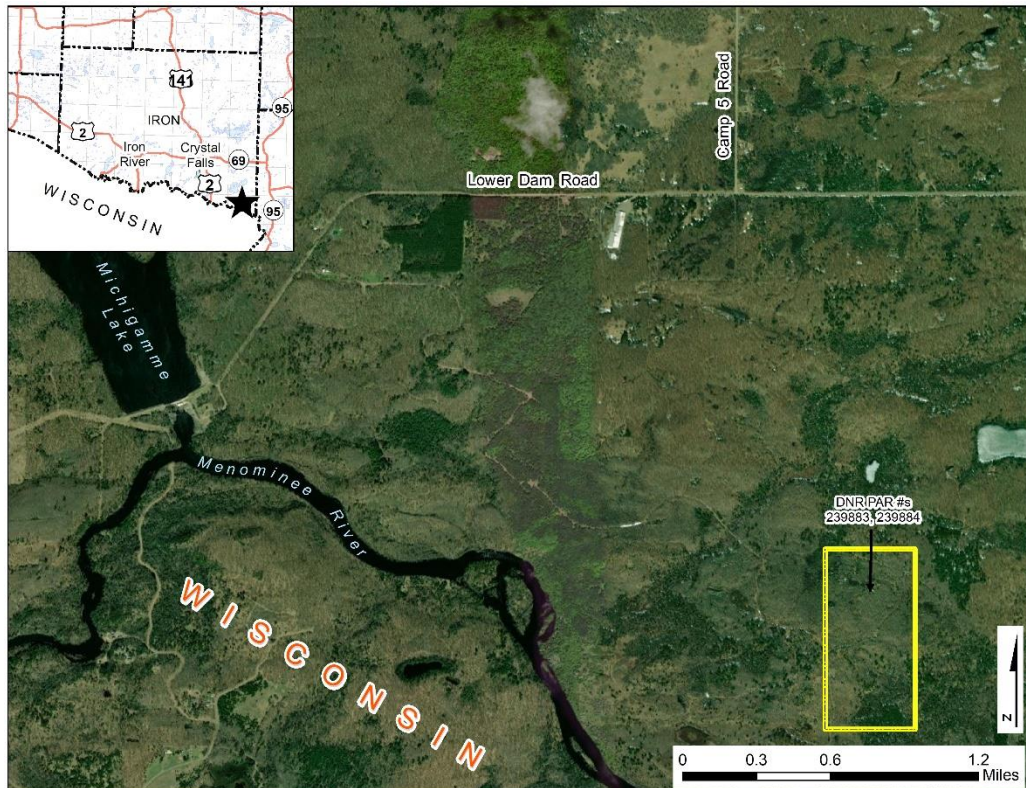 141
95
IRON
2
Iron
River
Crystal
Falls
69
2
95
WISCONSIN
Camp 5 Road
Lower Dam Road
Michigamme
Lake
Menominee River
WISCONSIN
DNR PAR #s
239883, 239884
N
0 0.3 0.6 1.2
Miles